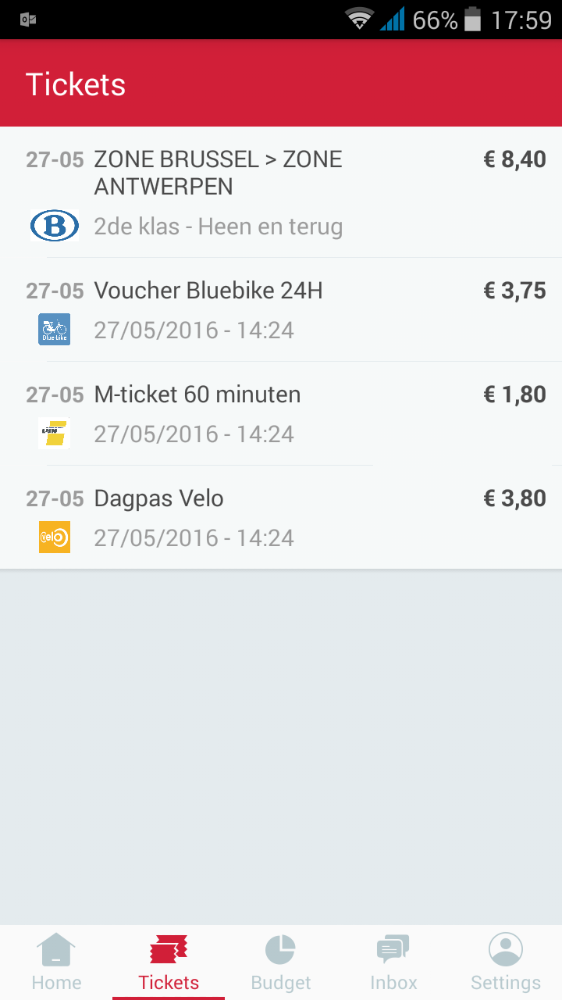 66% 17:59
Tickets
27-05 ZONE BRUSSEL > ZONE € 8,40
ANTWERPEN
B 2de klas - Heen en terug
27-05 Voucher Bluebike 24H € 3,75
Blue-bike 27/05/2016 - 14:24
27-05 M-ticket 60 minuten € 1,80
27/05/2016 - 14:24
27-05 Dagpas Velo € 3,80
velo 27/05/2016 - 14:24
Home Tickets Budget Inbox Settings